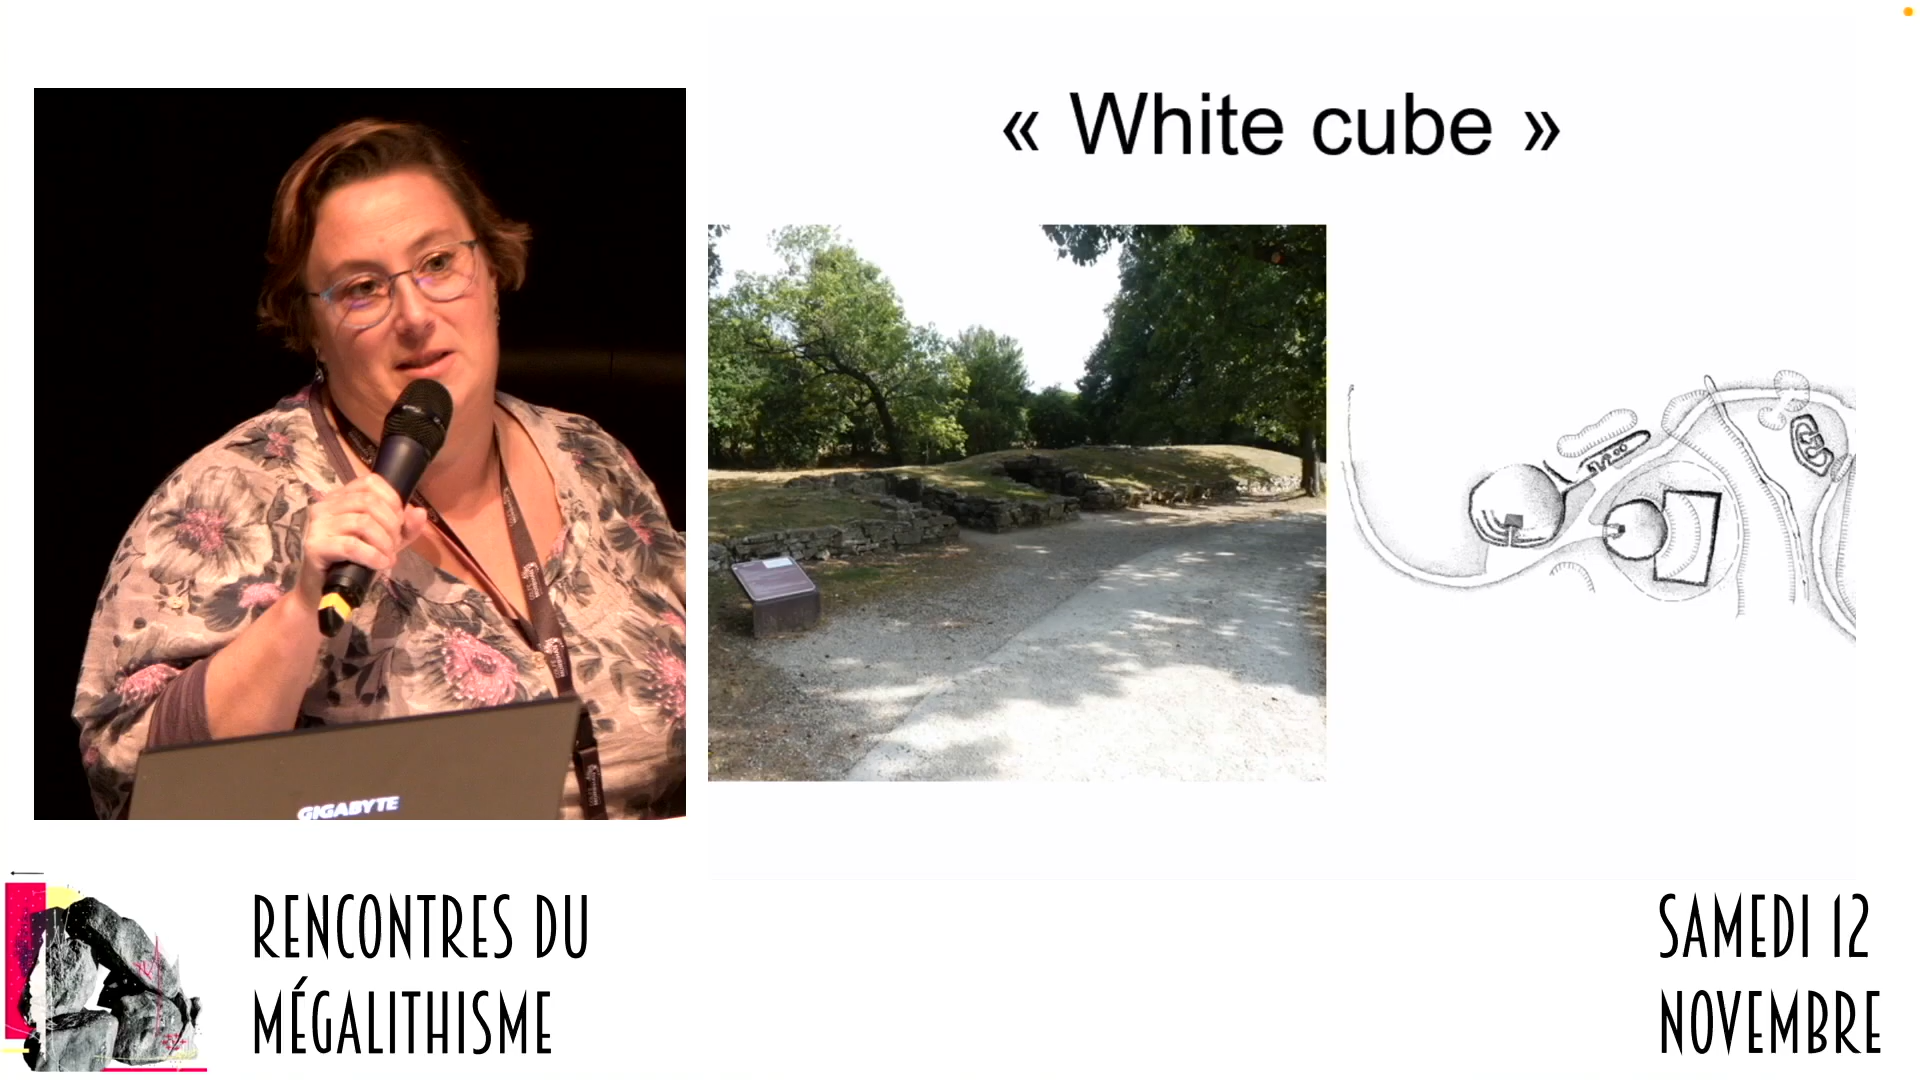 « White cube »
GIGABYTE
RENCONTRES DU
MÉGALITHISME
SAMEDI 12
NOVEMBRE